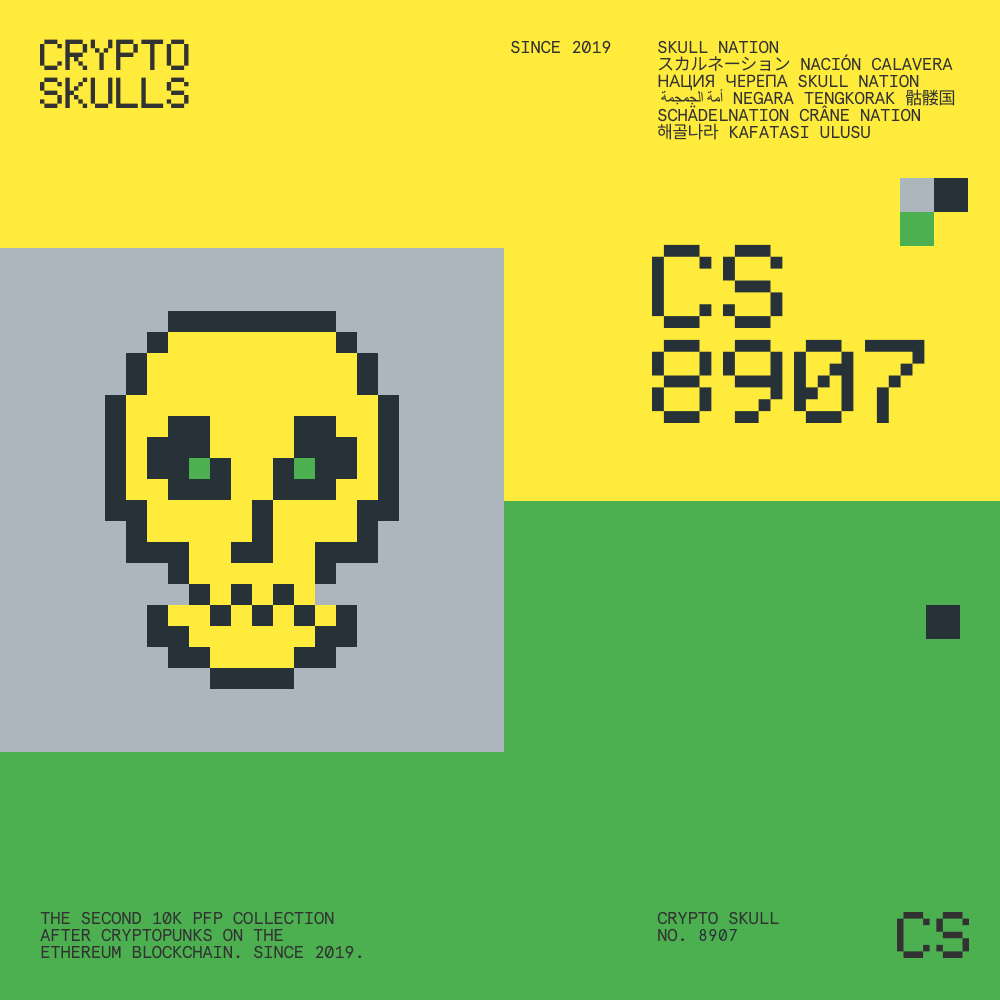 CRYPTO
SKULLS
SINCE 2019
SKULL NATION
スカルネーション NACIÓN CALAVERA
НАЦИЯ ЧЕРЕПА SKULL NATION
أمة الجمجمة NEGARA TENGKORAK 骷髅国
SCHÄDELNATION CRÂNE NATION
해골나라 KAFATASI ULUSU
CS
8907
THE SECOND 10K PFP COLLECTION
AFTER CRYPTOPUNKS ON THE
ETHEREUM BLOCKCHAIN. SINCE 2019.
CRYPTO SKULL
NO. 8907
CS